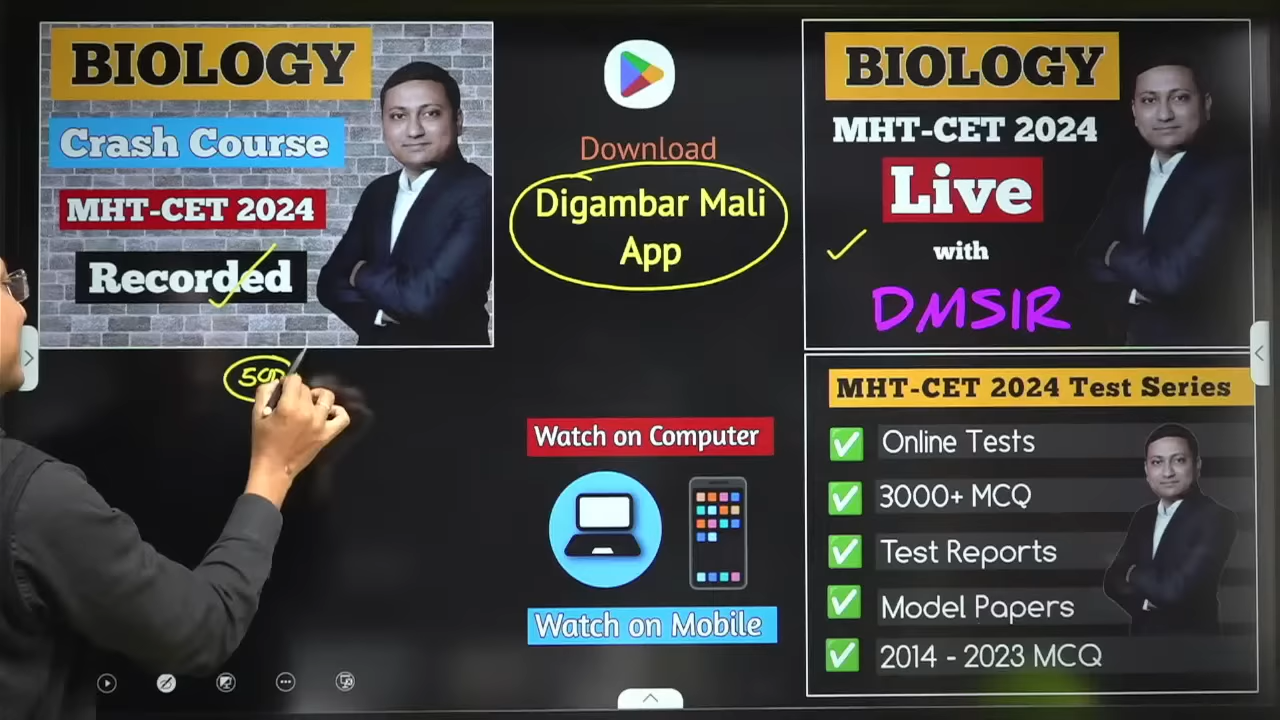 BIOLOGY
Crash Course
MHT-CET 2024
Recorded
Download
Digambar Mali
App
Watch on Computer
Watch on Mobile
BIOLOGY
MHT-CET 2024
Live
with
DMSIR
MHT-CET 2024 Test Series
✅ Online Tests
✅ 3000+ MCQ
✅ Test Reports
✅ Model Papers
✅ 2014 - 2023 MCQ